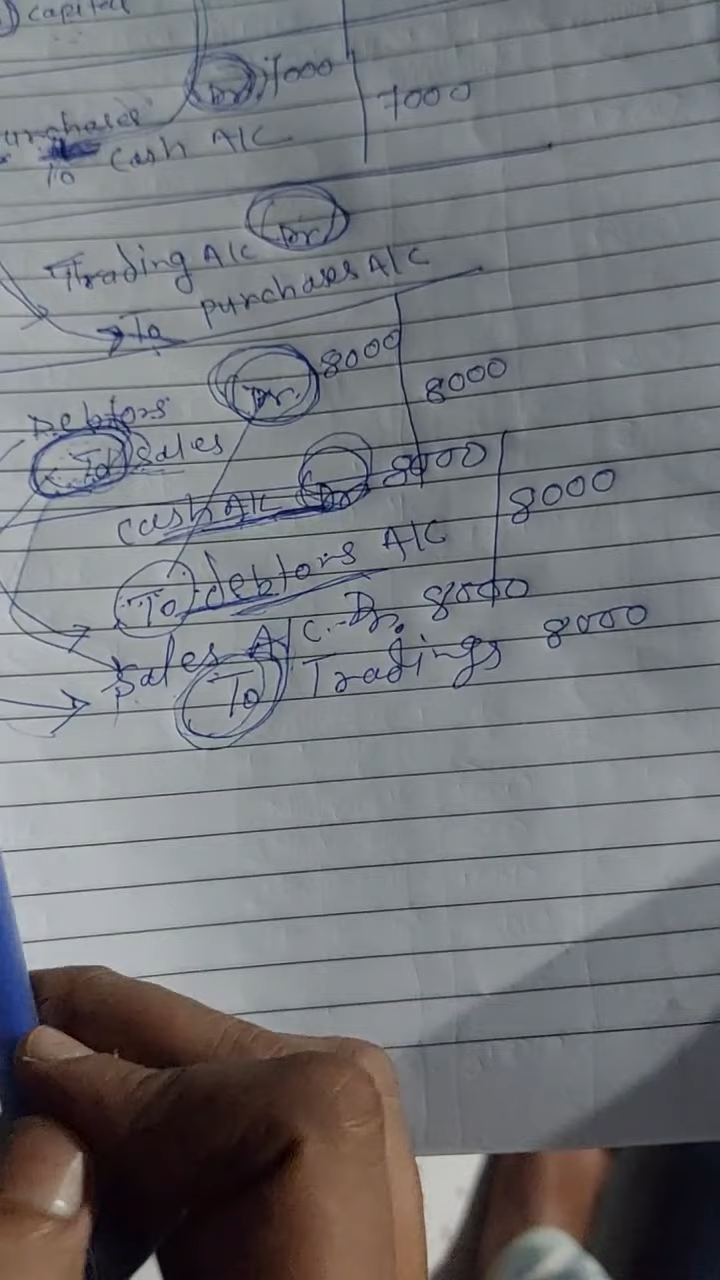 capital
Purchases Dr 7000
To Cash A/C 7000
Trading A/C Dr
To purchases A/C
Debtors Dr. 8000
To Sales 8000
Cash A/C Dr 8000
To debtors A/C 8000
Sales A/C. Dr. 8000
To Tradings 8000